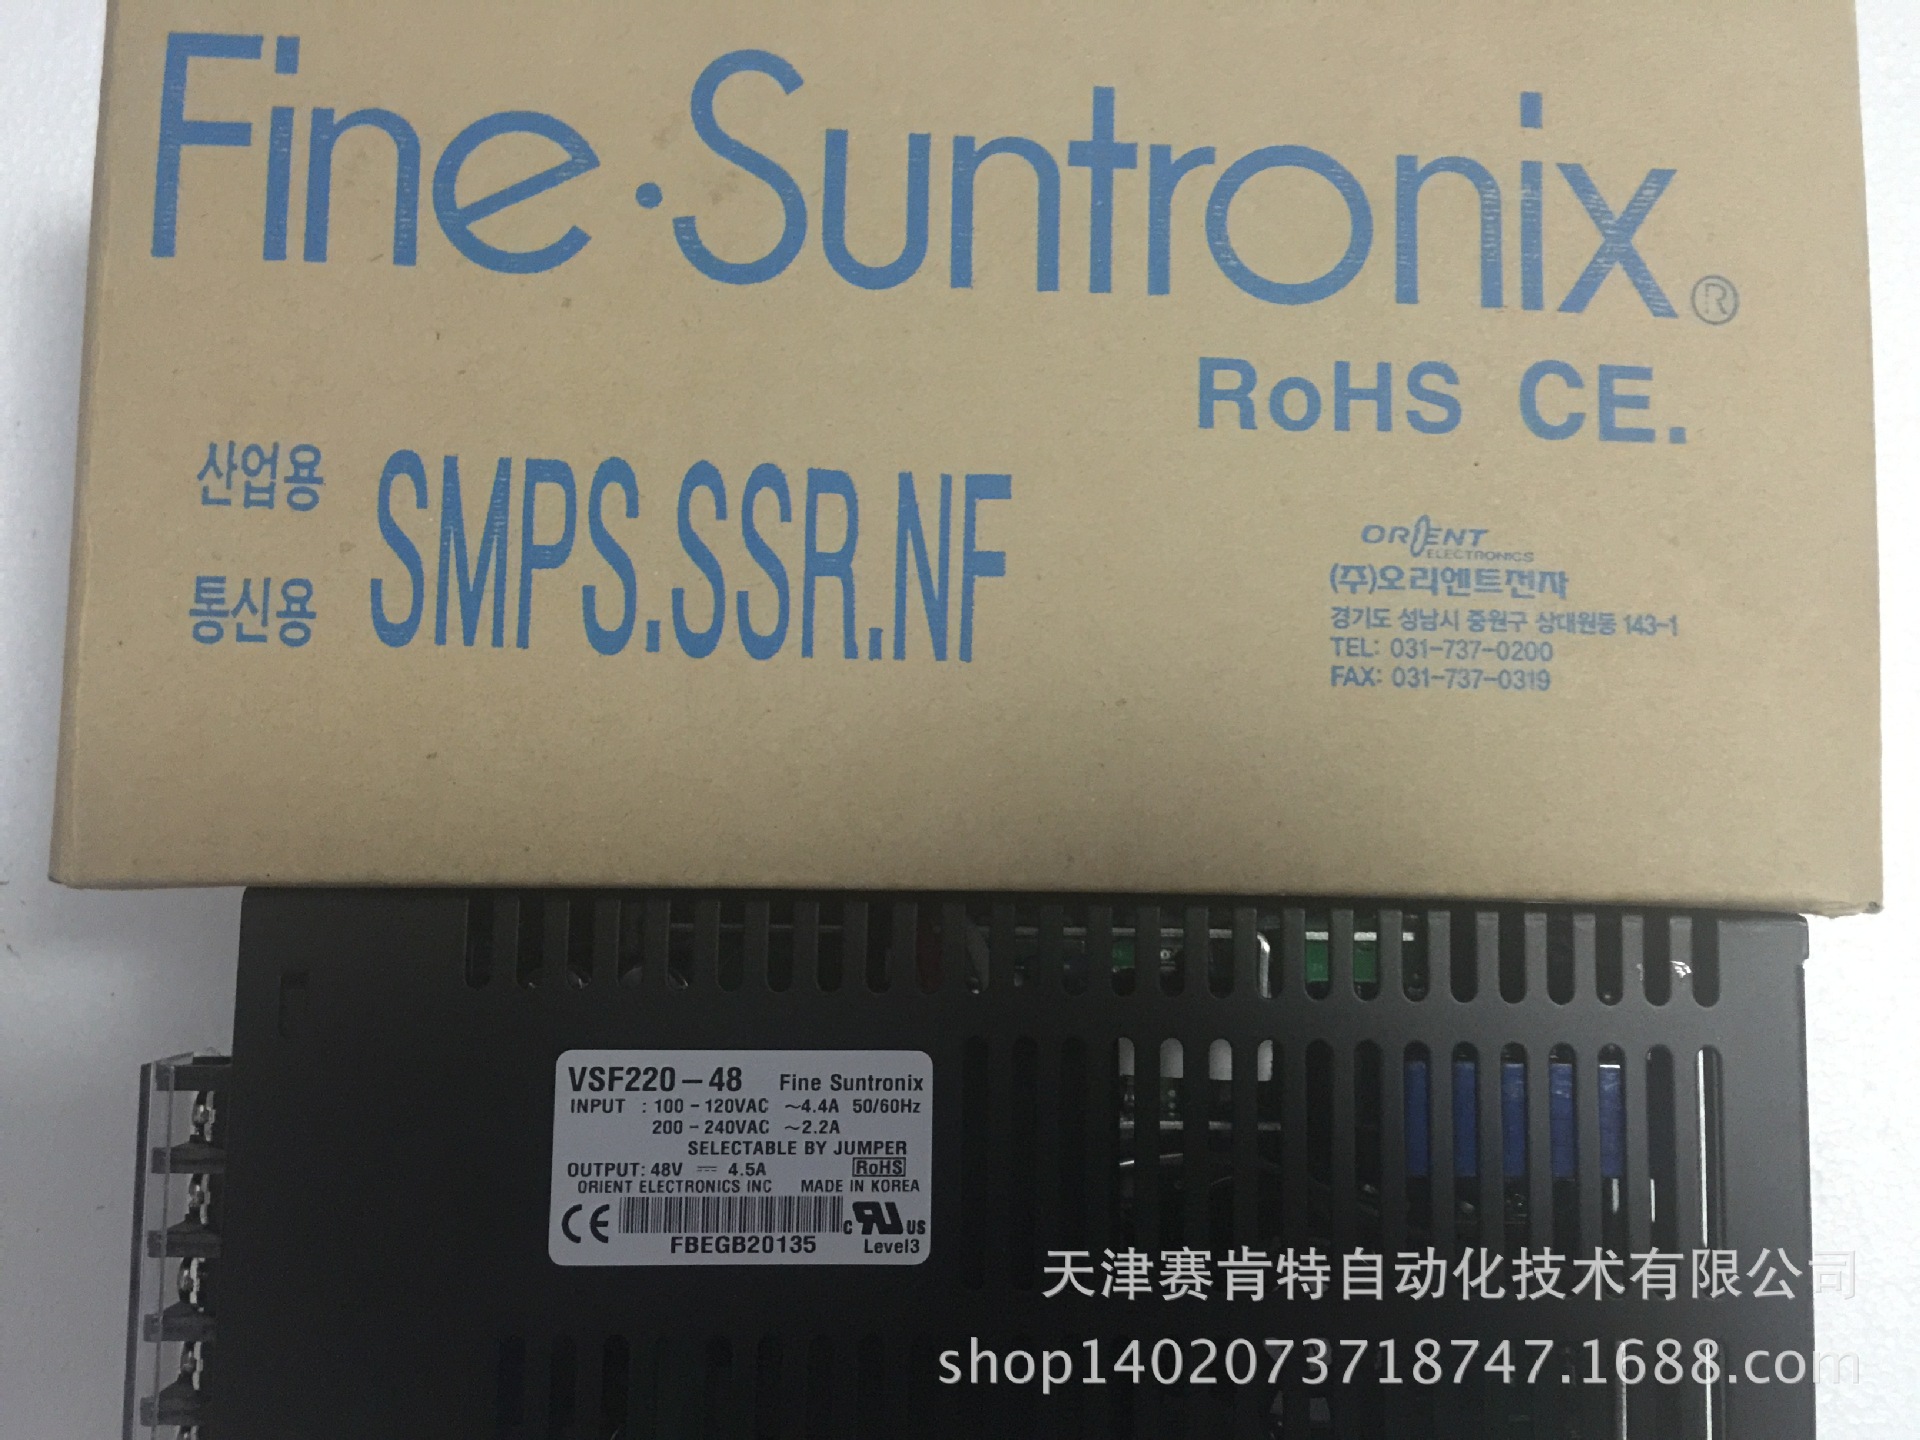 Fine·Suntronix®
RoHS CE.
산업용
통신용
SMPS.SSR.NF
ORIENT
ELECTRONICS
(주)오리엔트전자
경기도 성남시 중원구 상대원동 143-1
TEL: 031-737-0200
FAX: 031-737-0319
VSF220-48 Fine Suntronix
INPUT : 100-120VAC ~4.4A 50/60Hz
200-240VAC ~2.2A
SELECTABLE BY JUMPER
OUTPUT: 48V ⎓ 4.5A RoHS
ORIENT ELECTRONICS INC MADE IN KOREA
CE c RU US
FBEGB20135 Level3
天津赛肯特自动化技术有限公司
shop1402073718747.1688.com